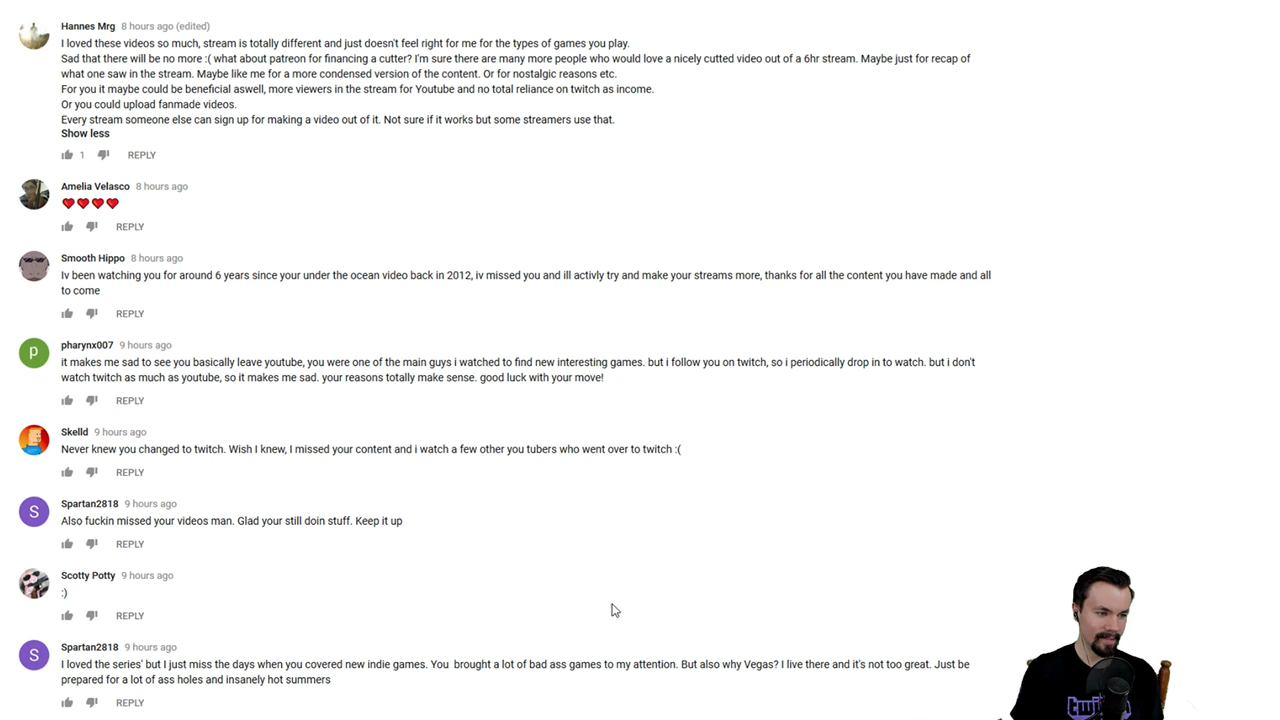 Hannes Mrg 8 hours ago (edited)
I loved these videos so much, stream is totally different and just doesn't feel right for me for the types of games you play.
Sad that there will be no more :( what about patreon for financing a cutter? I'm sure there are many more people who would love a nicely cutted video out of a 6hr stream. Maybe just for recap of
what one saw in the stream. Maybe like me for a more condensed version of the content. Or for nostalgic reasons etc.
For you it maybe could be beneficial aswell, more viewers in the stream for Youtube and no total reliance on twitch as income.
Or you could upload fanmade videos.
Every stream someone else can sign up for making a video out of it. Not sure if it works but some streamers use that.
Show less
1 REPLY
Amelia Velasco 8 hours ago
REPLY
Smooth Hippo 8 hours ago
Iv been watching you for around 6 years since your under the ocean video back in 2012, iv missed you and ill activly try and make your streams more, thanks for all the content you have made and all
to come
REPLY
p
pharynx007 9 hours ago
it makes me sad to see you basically leave youtube, you were one of the main guys i watched to find new interesting games. but i follow you on twitch, so i periodically drop in to watch. but i don't
watch twitch as much as youtube, so it makes me sad. your reasons totally make sense. good luck with your move!
REPLY
Skelld 9 hours ago
Never knew you changed to twitch. Wish I knew, I missed your content and i watch a few other you tubers who went over to twitch :(
REPLY
S
Spartan2818 9 hours ago
Also fuckin missed your videos man. Glad your still doin stuff. Keep it up
REPLY
Scotty Potty 9 hours ago
:)
REPLY
S
Spartan2818 9 hours ago
I loved the series' but I just miss the days when you covered new indie games. You brought a lot of bad ass games to my attention. But also why Vegas? I live there and it's not too great. Just be
prepared for a lot of ass holes and insanely hot summers
REPLY
twitch